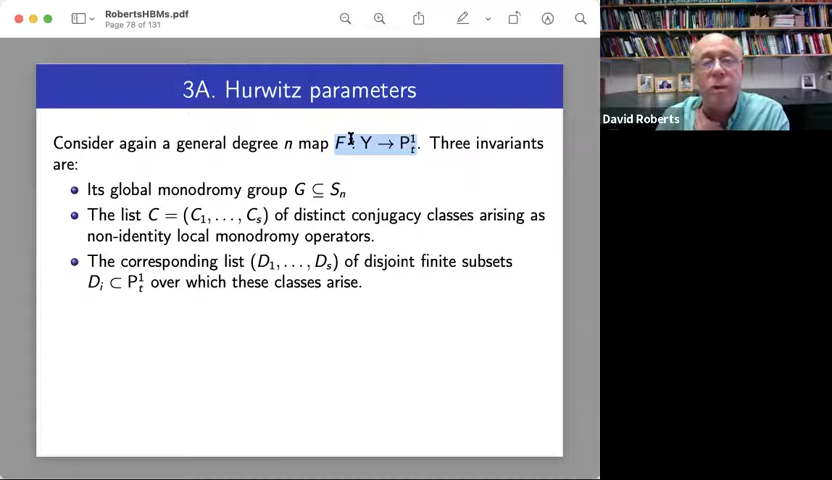 RobertsHBMs.pdf
Page 78 of 131
3A. Hurwitz parameters
Consider again a general degree n map F : Y → P¹ₜ. Three invariants
are:
Its global monodromy group G ⊆ Sₙ
The list C = (C₁, . . . , Cₛ) of distinct conjugacy classes arising as
non-identity local monodromy operators.
The corresponding list (D₁, . . . , Dₛ) of disjoint finite subsets
Dᵢ ⊂ P¹ₜ over which these classes arise.
David Roberts